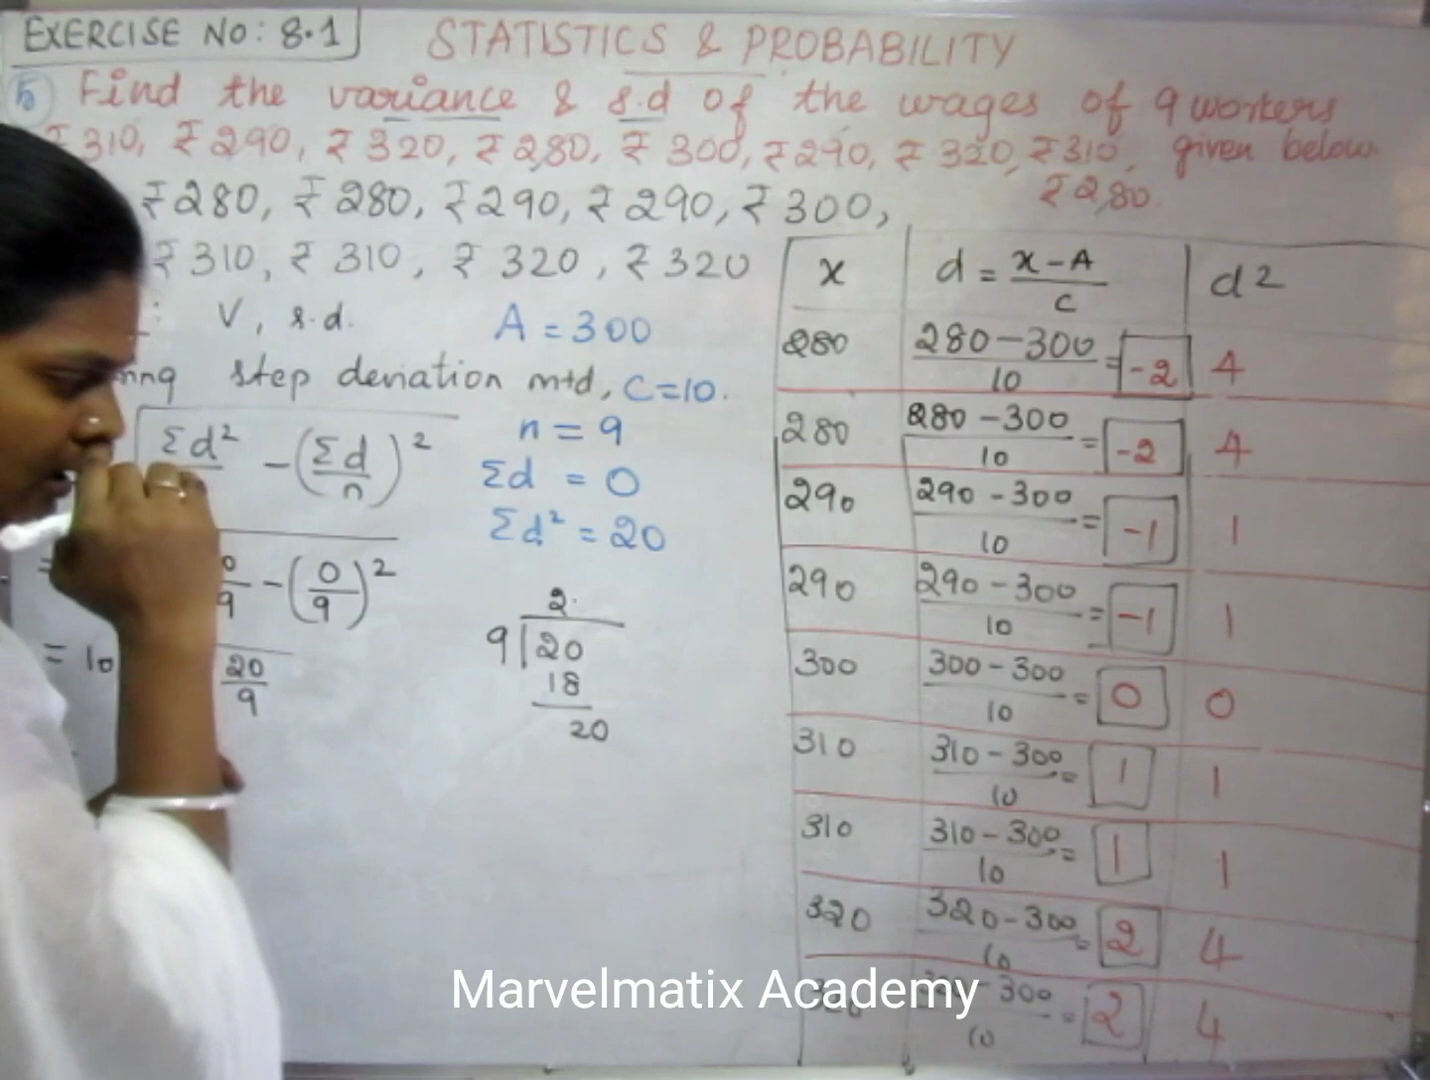 EXERCISE NO: 8.1
STATISTICS & PROBABILITY
5 Find the variance & s.d of the wages of 9 workers
₹310, ₹290, ₹320, ₹280, ₹300, ₹290, ₹320, ₹310, given below
₹280.
₹280, ₹280, ₹290, ₹290, ₹300,
₹310, ₹310, ₹320, ₹320
: V, s.d. A = 300
step deviation mtd, C=10.
Σd² - (Σd/n)² n = 9
Σd = 0
Σd² = 20
0/9 - (0/9)²
= 10 20/9
2.
9 20
18
20
x d = x-A/C d²
280 280-300/10 = -2 4
280 280-300/10 = -2 4
290 290-300/10 = -1 1
290 290-300/10 = -1 1
300 300-300/10 = 0 0
310 310-300/10 = 1 1
310 310-300/10 = 1 1
320 320-300/10 = 2 4
320 300/10 = 2 4
Marvelmatix Academy